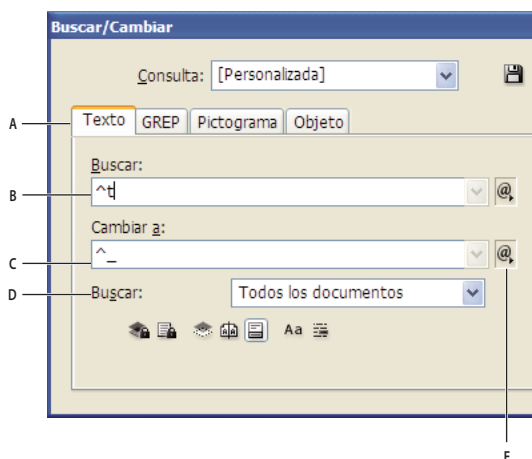 Buscar/Cambiar
Consulta: [Personalizada]
A Texto GREP Pictograma Objeto
Buscar:
B ^t @
Cambiar a:
C ^_ @
D Buscar: Todos los documentos
Aa
E